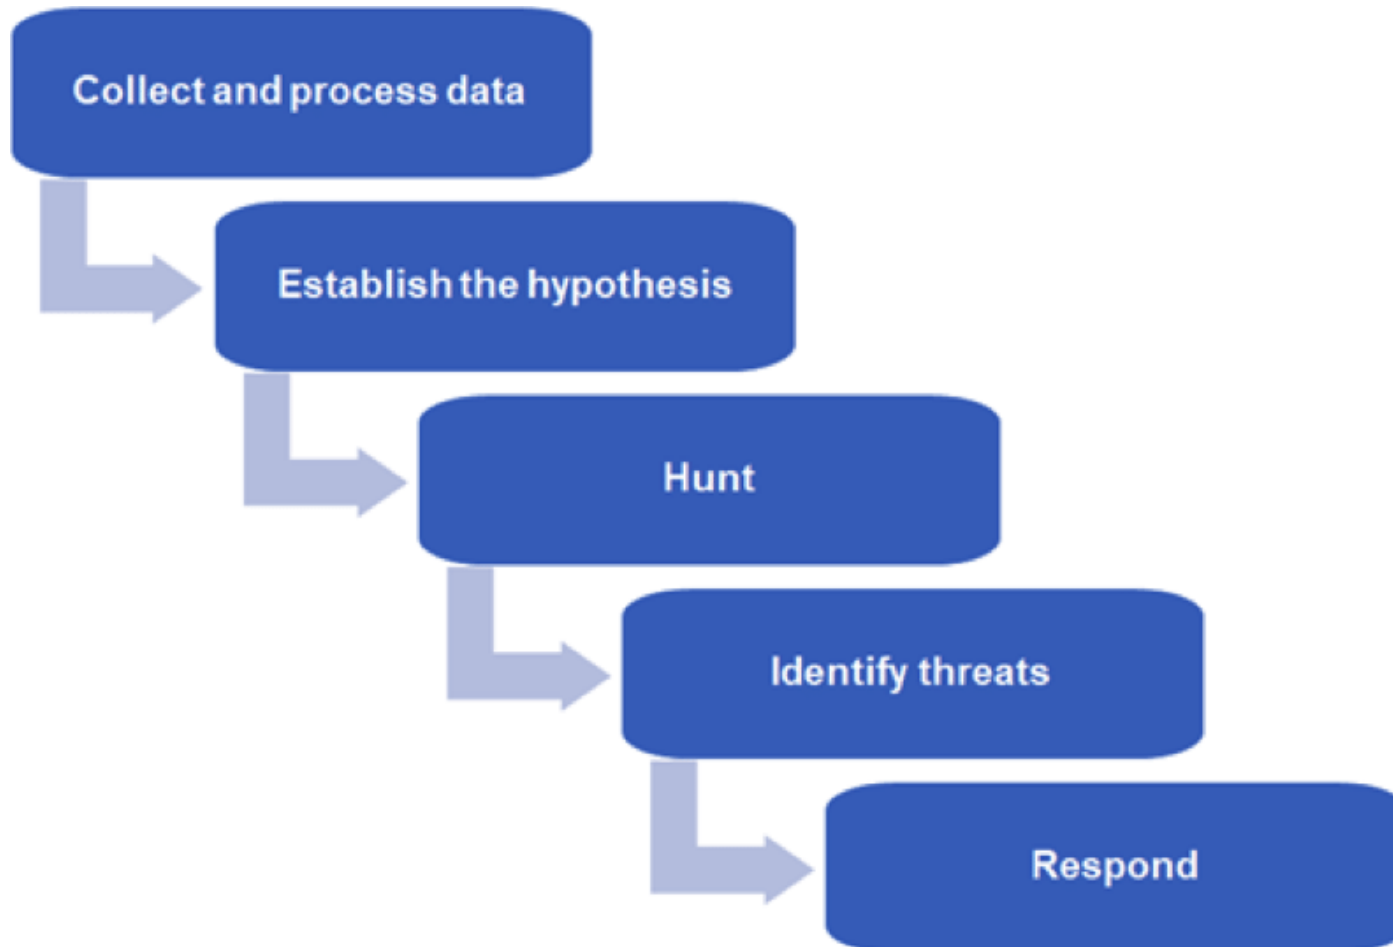 Collect and process data
Establish the hypothesis
Hunt
Identify threats
Respond